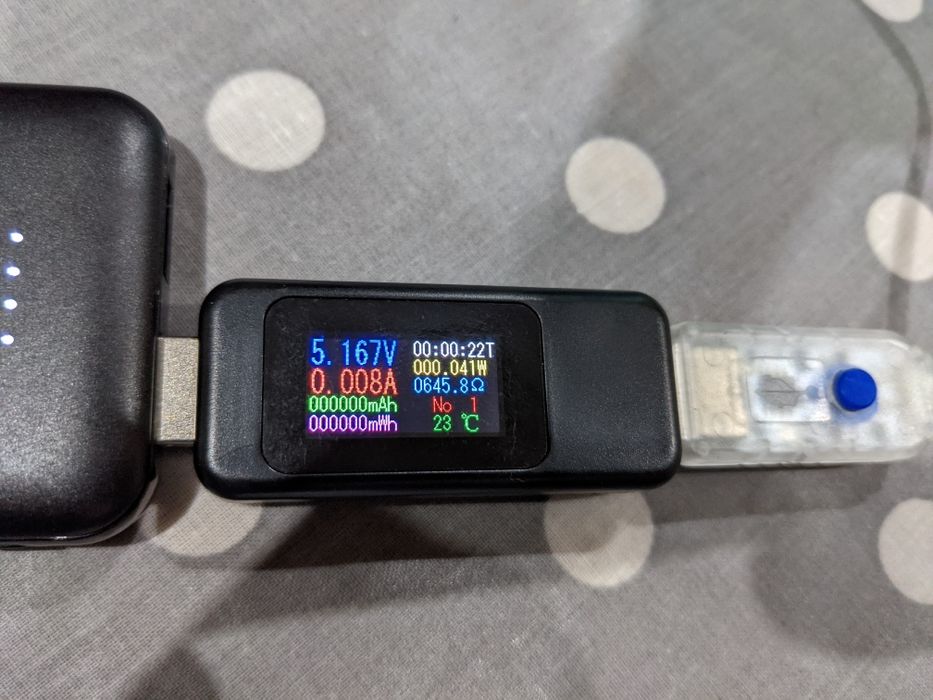 5.167V
0.008A
000000mAh
000000mWh
00:00:22T
000.041W
0645.8Ω
No 1
23 ℃